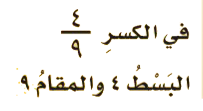 في الكسرِ ٤/٩
البَسْطُ ٤ والمقامُ ٩